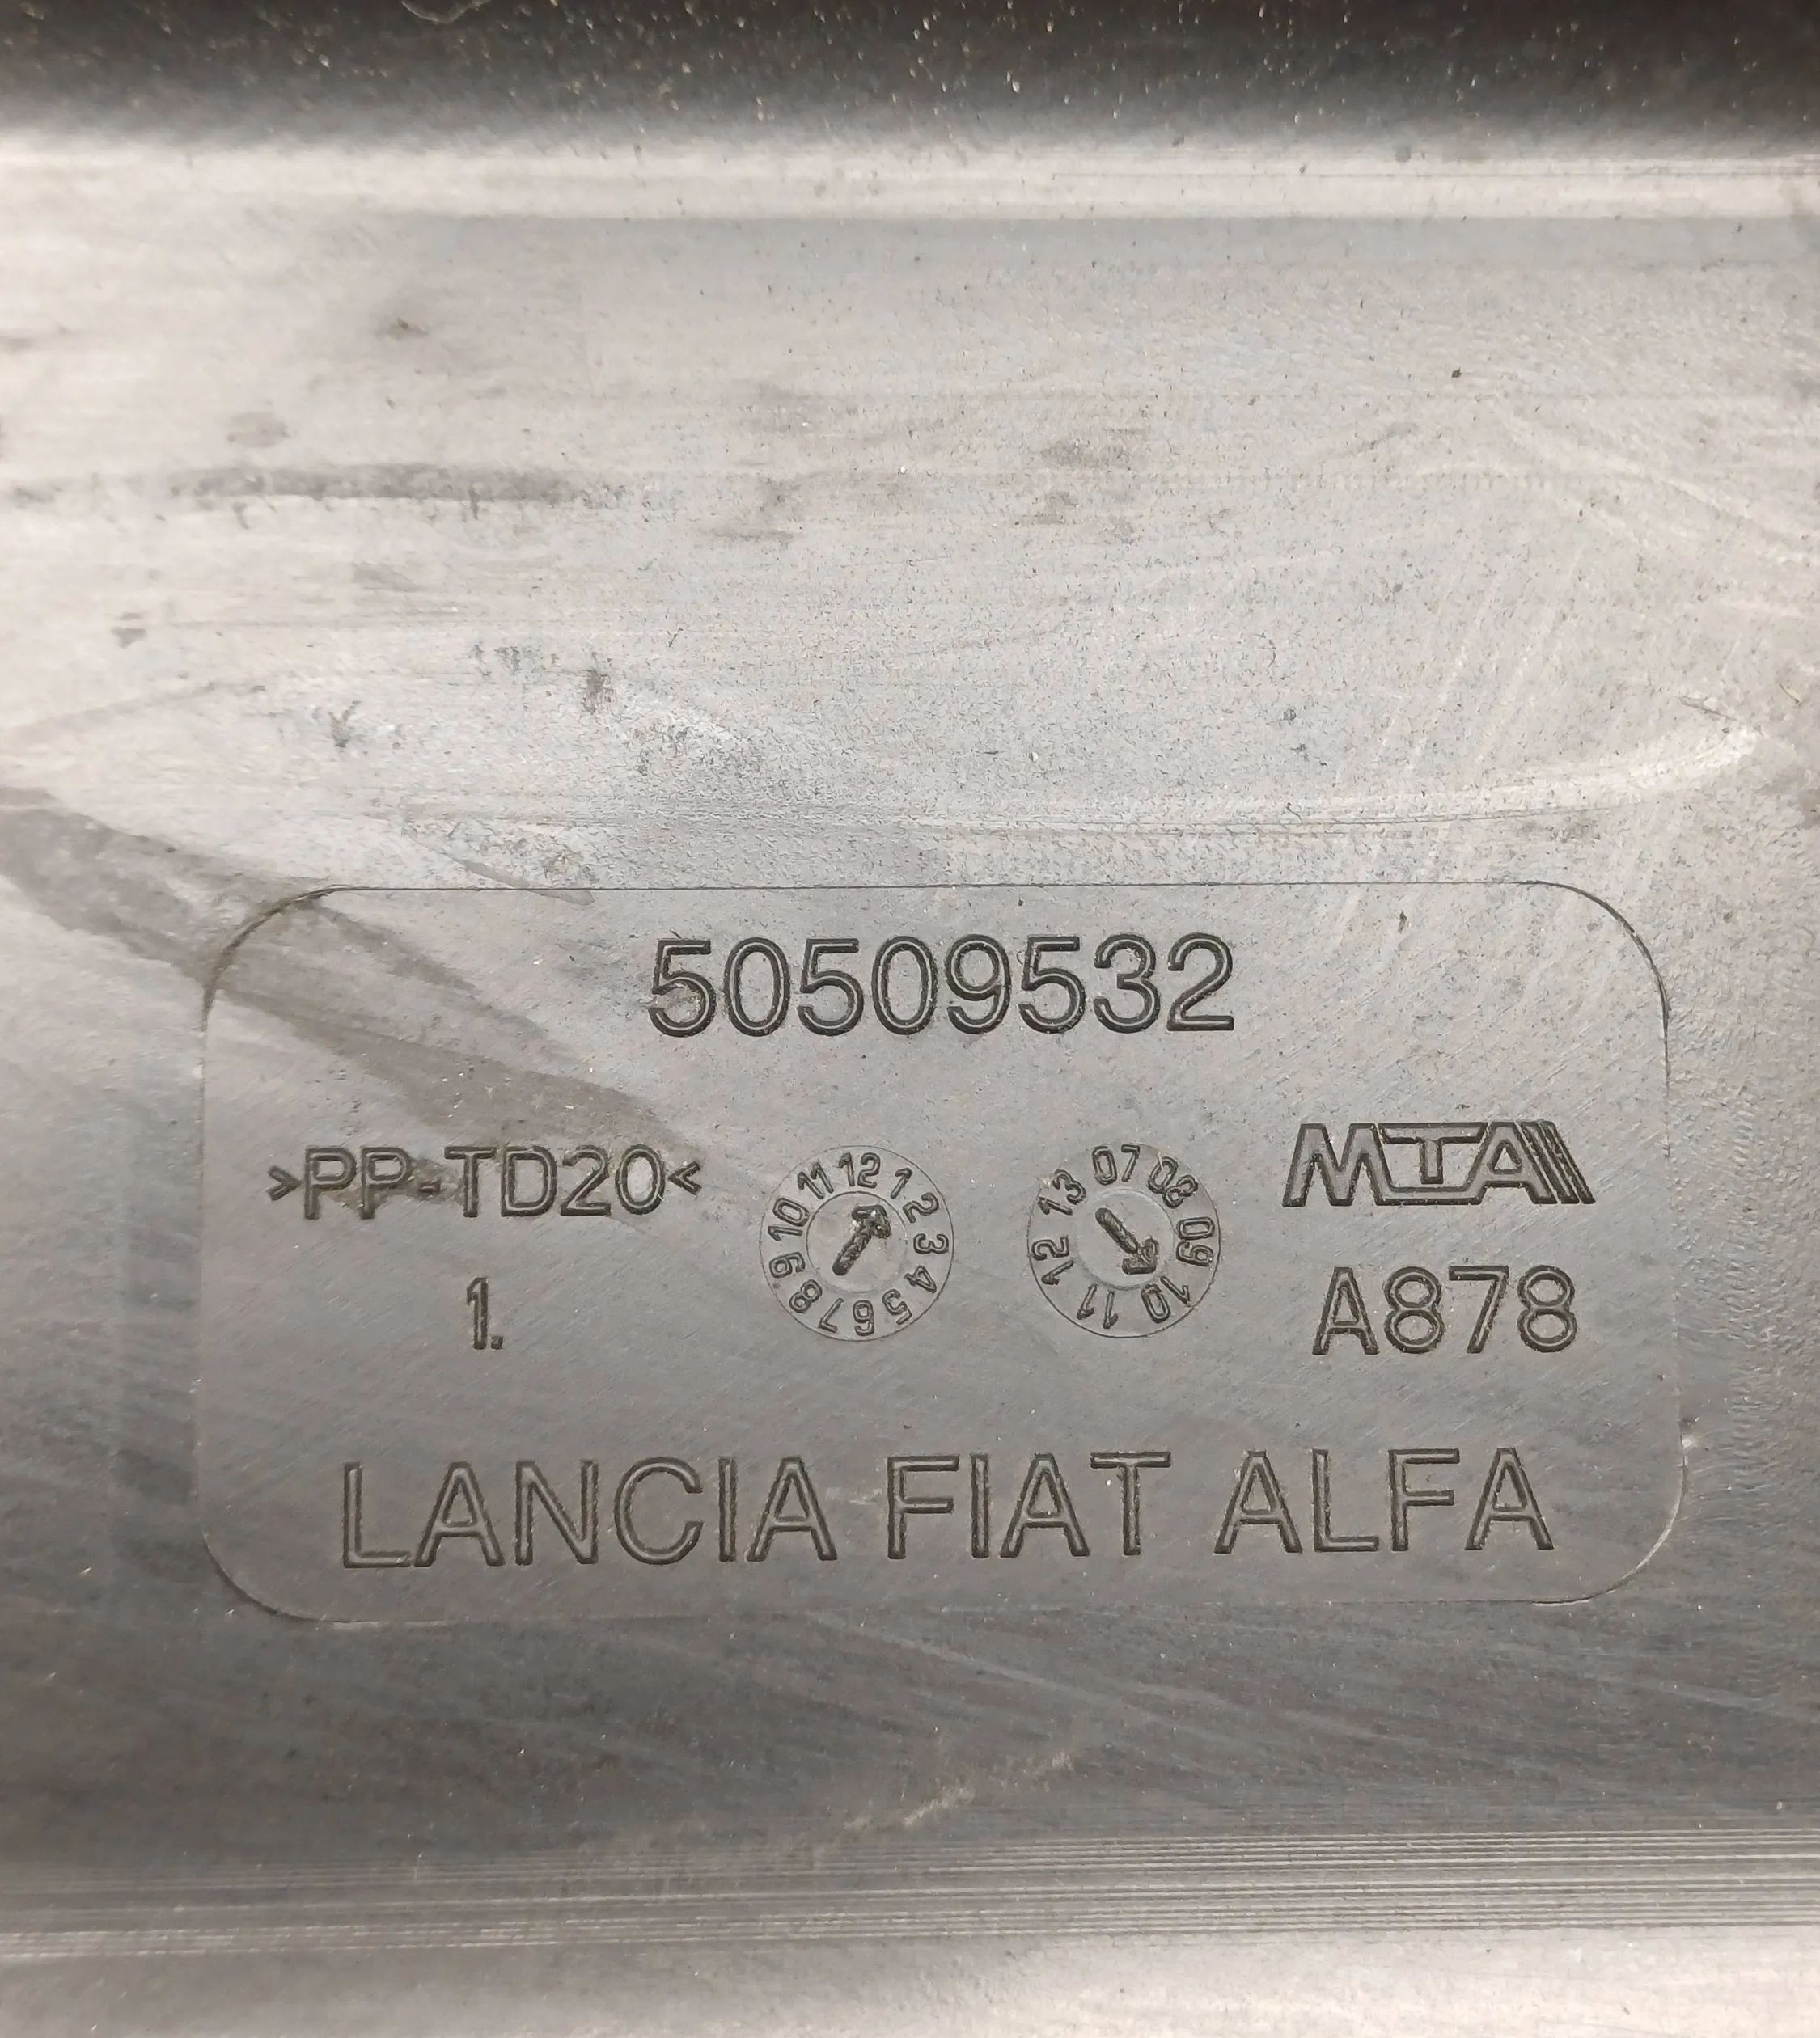 50509532
>PP-TD20<
1.
10 11 12 1 2 3 4 5 6 7 8 9
07 08 09 10 11 12 13
MTA
A878
LANCIA FIAT ALFA